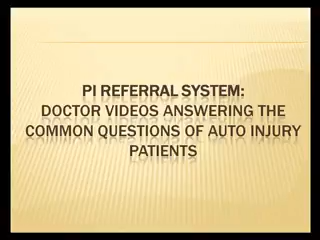 PI REFERRAL SYSTEM:
DOCTOR VIDEOS ANSWERING THE
COMMON QUESTIONS OF AUTO INJURY
PATIENTS